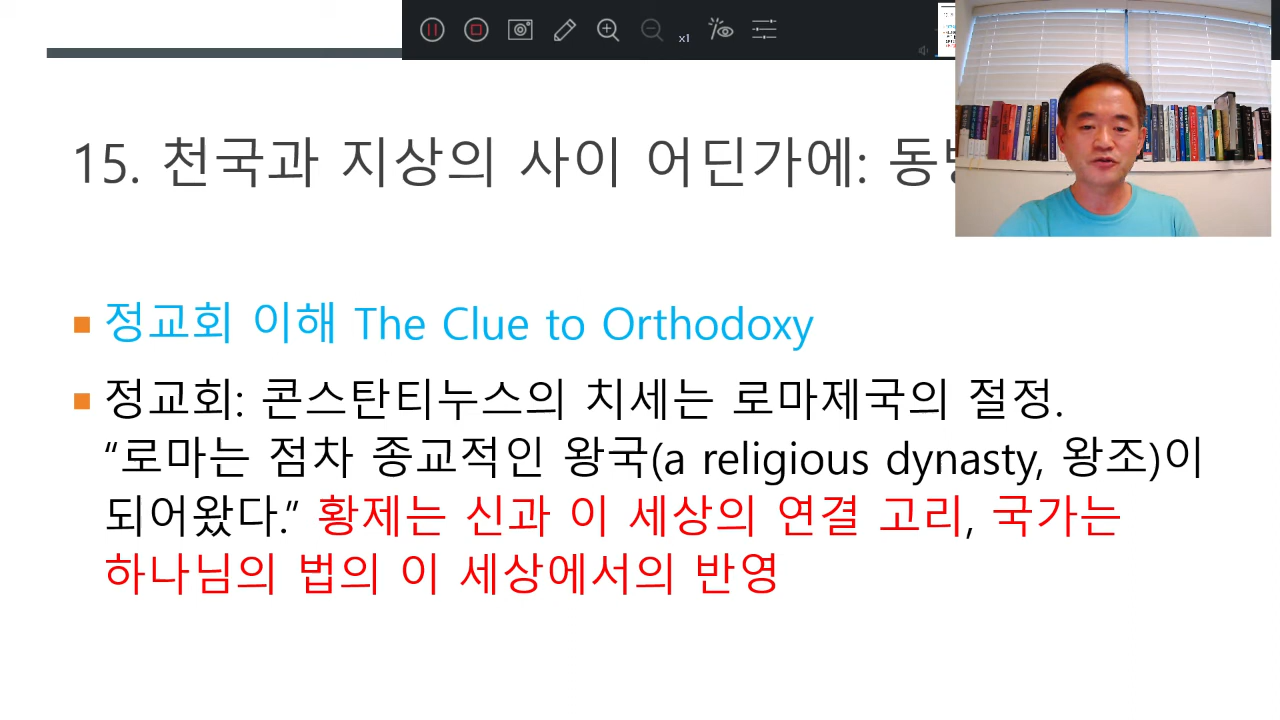 x1
15. 천국과 지상의 사이 어딘가에:
정교회 이해 The Clue to Orthodoxy
정교회: 콘스탄티누스의 치세는 로마제국의 절정.
“로마는 점차 종교적인 왕국(a religious dynasty, 왕조)이
되어왔다.” 황제는 신과 이 세상의 연결 고리, 국가는
하나님의 법의 이 세상에서의 반영